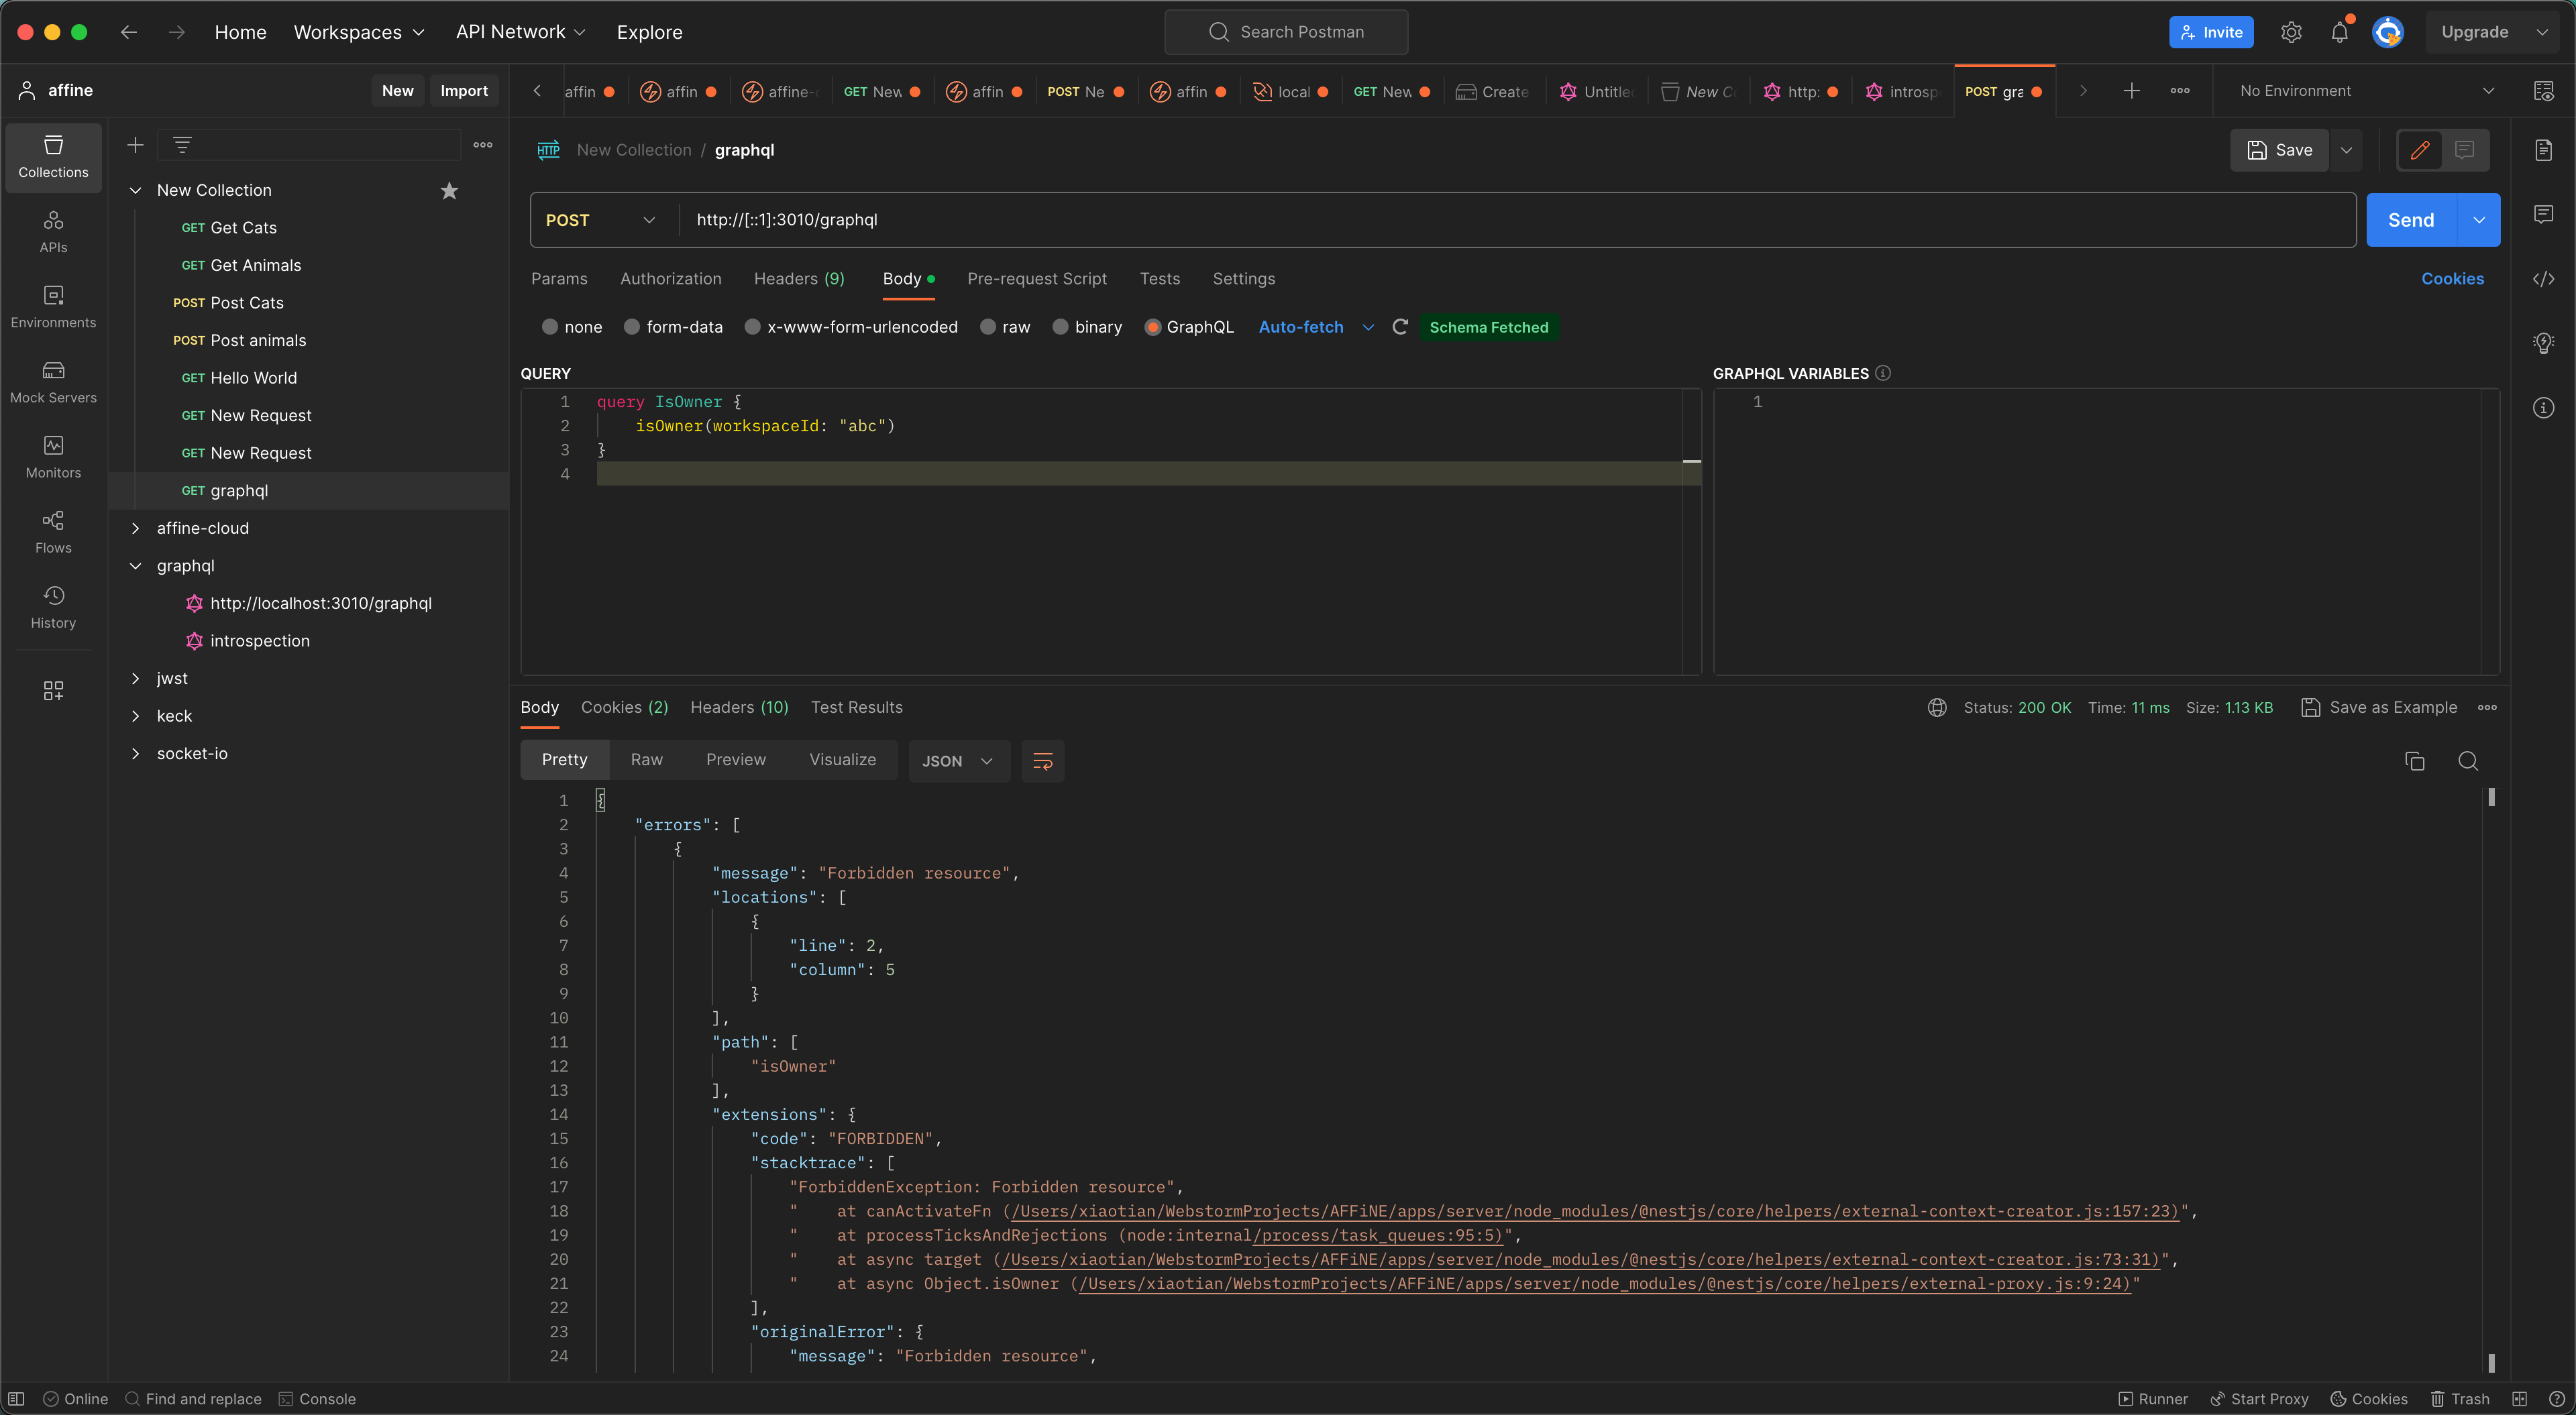 Home Workspaces API Network Explore Search Postman Invite Upgrade
affine New Import
affin affin affine- GET New affin POST Ne affin local GET New Create Untitle New C http: introsp POST gra No Environment
Collections
APIs
Environments
Mock Servers
Monitors
Flows
History
New Collection
GET Get Cats
GET Get Animals
POST Post Cats
POST Post animals
GET Hello World
GET New Request
GET New Request
GET graphql
affine-cloud
graphql
http://localhost:3010/graphql
introspection
jwst
keck
socket-io
HTTP New Collection / graphql Save
POST http://[::1]:3010/graphql Send
Params Authorization Headers (9) Body Pre-request Script Tests Settings Cookies
none form-data x-www-form-urlencoded raw binary GraphQL Auto-fetch Schema Fetched
QUERY
1 query IsOwner {
2 isOwner(workspaceId: "abc")
3 }
4
GRAPHQL VARIABLES
1
Body Cookies (2) Headers (10) Test Results Status: 200 OK Time: 11 ms Size: 1.13 KB Save as Example
Pretty Raw Preview Visualize JSON
1 {
2 "errors": [
3 {
4 "message": "Forbidden resource",
5 "locations": [
6 {
7 "line": 2,
8 "column": 5
9 }
10 ],
11 "path": [
12 "isOwner"
13 ],
14 "extensions": {
15 "code": "FORBIDDEN",
16 "stacktrace": [
17 "ForbiddenException: Forbidden resource",
18 "    at canActivateFn (/Users/xiaotian/WebstormProjects/AFFiNE/apps/server/node_modules/@nestjs/core/helpers/external-context-creator.js:157:23)",
19 "    at processTicksAndRejections (node:internal/process/task_queues:95:5)",
20 "    at async target (/Users/xiaotian/WebstormProjects/AFFiNE/apps/server/node_modules/@nestjs/core/helpers/external-context-creator.js:73:31)",
21 "    at async Object.isOwner (/Users/xiaotian/WebstormProjects/AFFiNE/apps/server/node_modules/@nestjs/core/helpers/external-proxy.js:9:24)"
22 ],
23 "originalError": {
24 "message": "Forbidden resource",
Online Find and replace Console Runner Start Proxy Cookies Trash